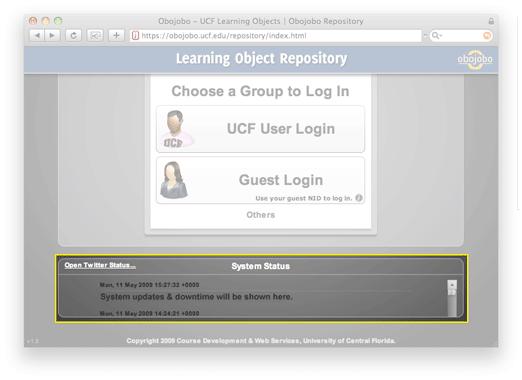 Obojobo – UCF Learning Objects | Obojobo Repository
https://obojobo.ucf.edu/repository/index.html
Learning Object Repository
obojobo
Choose a Group to Log In
UCF
UCF User Login
Guest Login
Use your guest NID to log in.
Others
Open Twitter Status...
System Status
Mon, 11 May 2009 15:27:32 +0000
System updates & downtime will be shown here.
Mon, 11 May 2009 14:24:21 +0000
Copyright 2009 Course Development & Web Services, University of Central Florida.